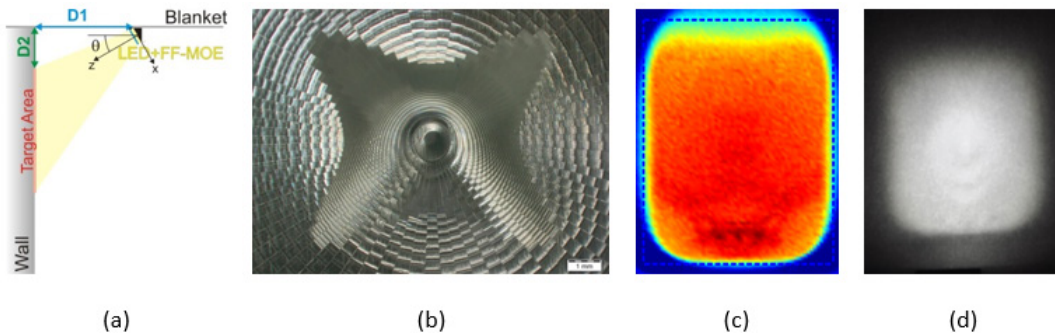 D1
Blanket
D2
θ
LED+FF-MOE
z
x
Target Area
Wall
1 mm
(a)
(b)
(c)
(d)